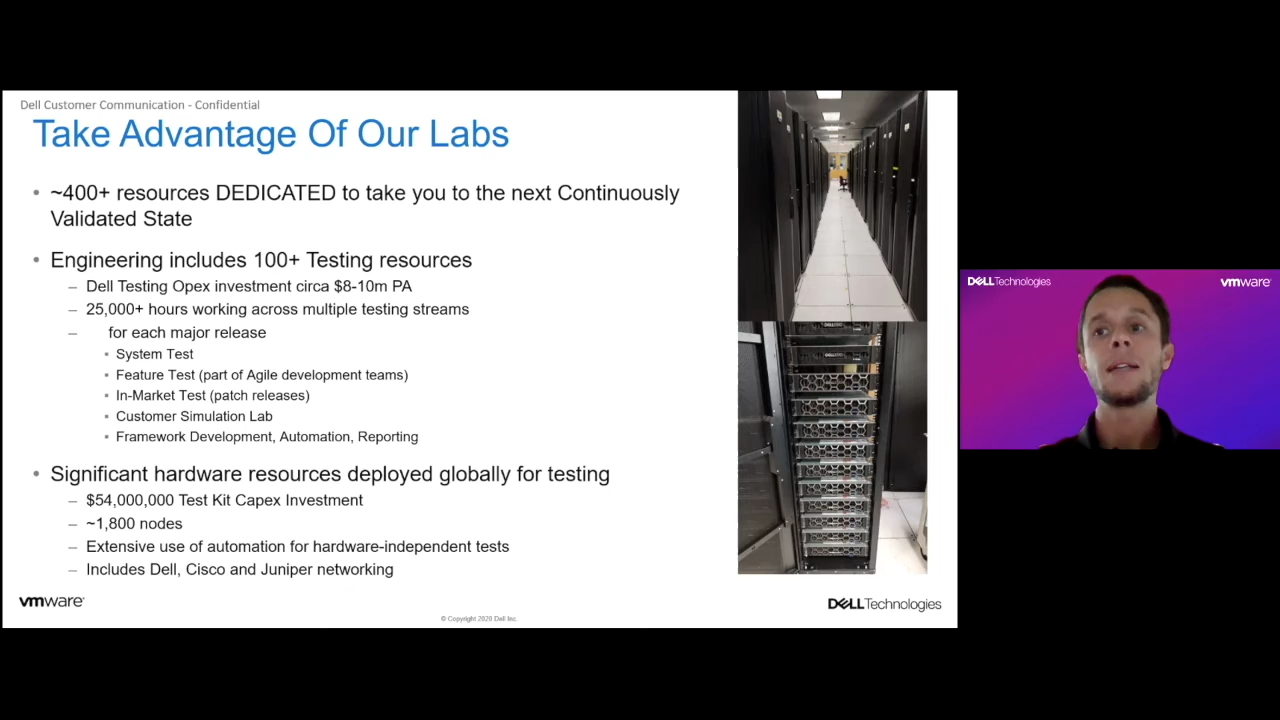 Dell Customer Communication - Confidential
Take Advantage Of Our Labs
• ~400+ resources DEDICATED to take you to the next Continuously
Validated State
• Engineering includes 100+ Testing resources
– Dell Testing Opex investment circa $8-10m PA
– 25,000+ hours working across multiple testing streams
– for each major release
▪ System Test
▪ Feature Test (part of Agile development teams)
▪ In-Market Test (patch releases)
▪ Customer Simulation Lab
▪ Framework Development, Automation, Reporting
• Significant hardware resources deployed globally for testing
– $54,000,000 Test Kit Capex Investment
– ~1,800 nodes
– Extensive use of automation for hardware-independent tests
– Includes Dell, Cisco and Juniper networking
vmware
© Copyright 2020 Dell Inc.
DELLTechnologies
DELLTechnologies
vmware